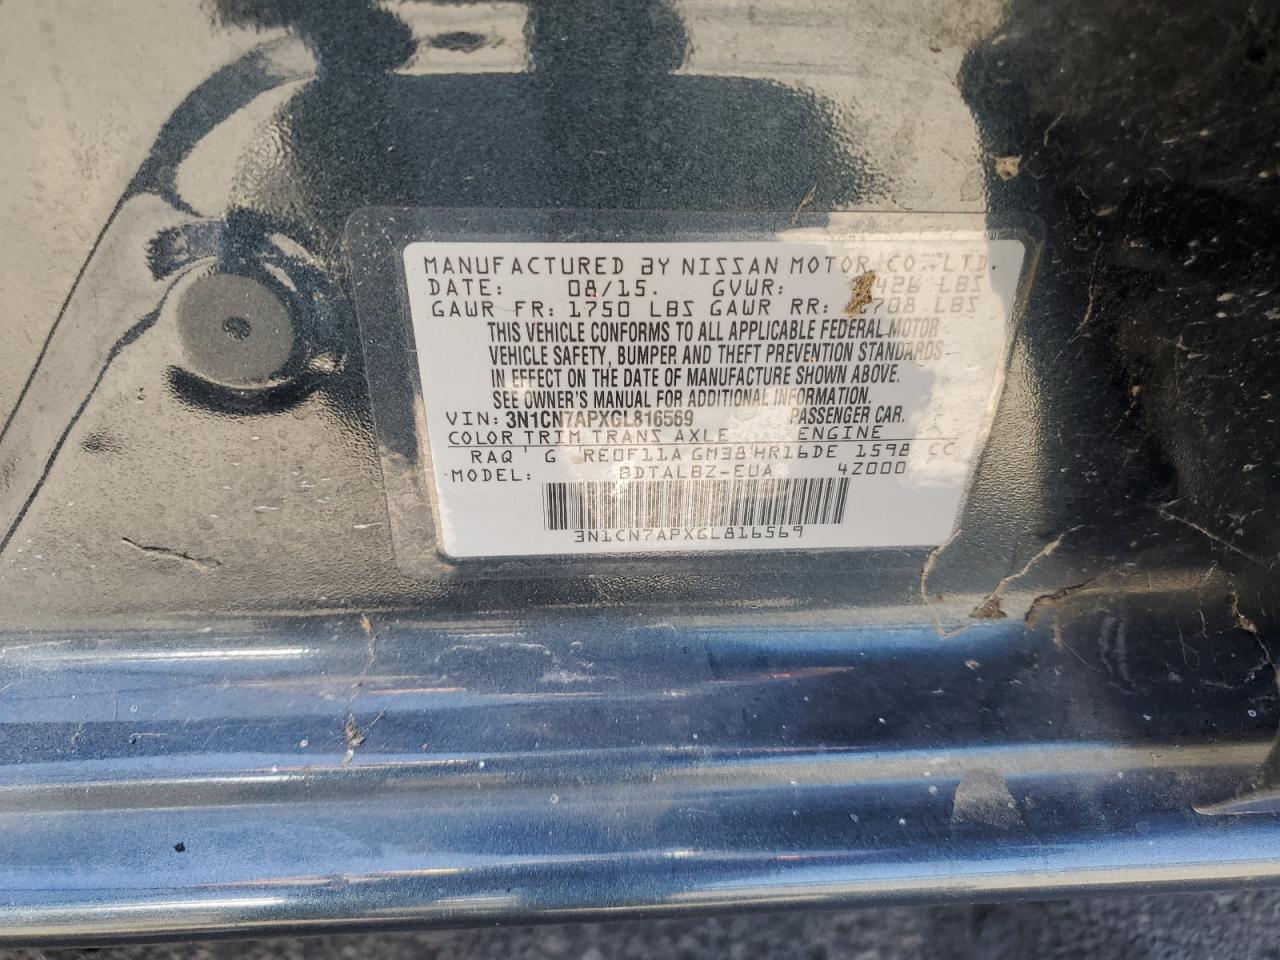 MANUFACTURED BY NISSAN MOTOR CO., LTD.
DATE: 08/15. GVWR: LBS
GAWR FR: 1750 LBS GAWR RR: LBS
THIS VEHICLE CONFORMS TO ALL APPLICABLE FEDERAL MOTOR
VEHICLE SAFETY, BUMPER, AND THEFT PREVENTION STANDARDS
IN EFFECT ON THE DATE OF MANUFACTURE SHOWN ABOVE.
SEE OWNER'S MANUAL FOR ADDITIONAL INFORMATION.
VIN: 3N1CN7APXGL816569 PASSENGER CAR.
COLOR TRIM TRANS AXLE ENGINE
RAQ G RE0F11A GM38 HR16DE 1598 CC
MODEL: BDTALBZ-EUA 4Z000
3N1CN7APXGL816569